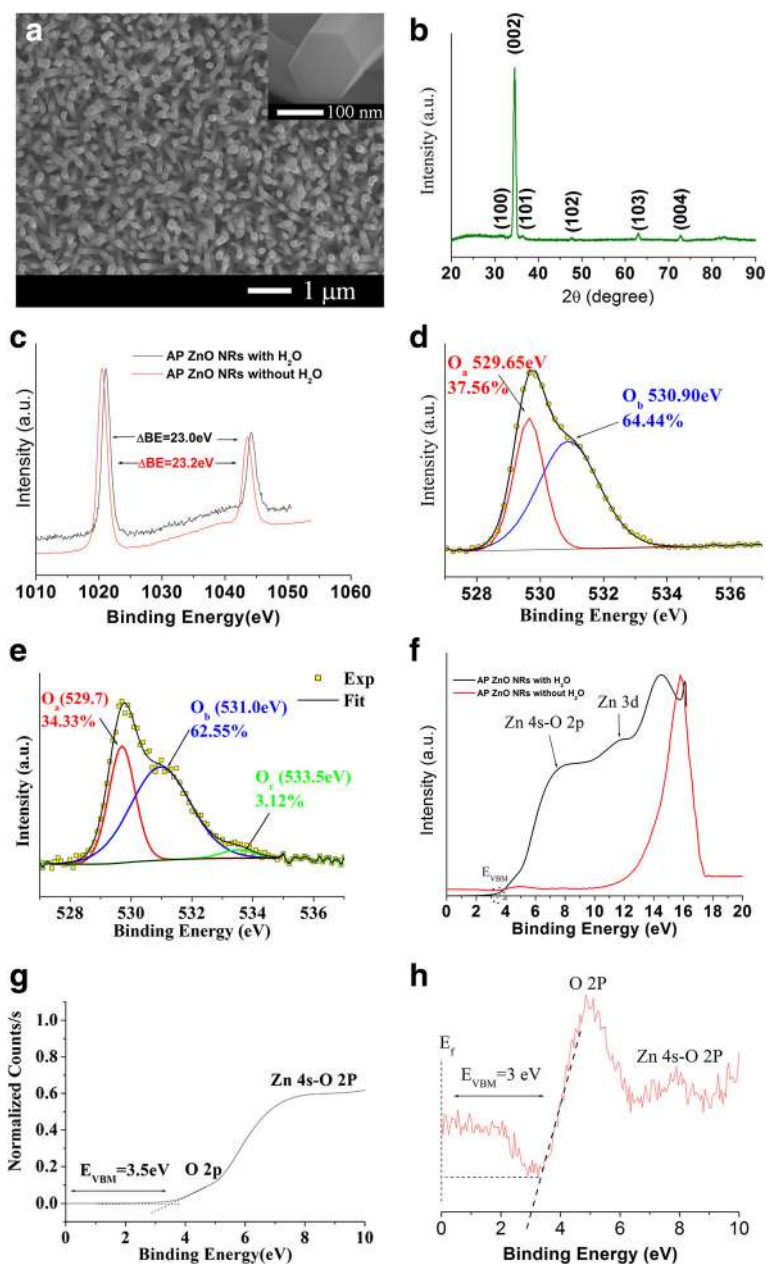 a
100 nm
1 µm
b
(002)
(100)
(101)
(102)
(103)
(004)
Intensity (a.u.)
20 30 40 50 60 70 80 90
2θ (degree)
c
AP ZnO NRs with H₂O
AP ZnO NRs without H₂O
ΔBE=23.0eV
ΔBE=23.2eV
Intensity (a.u.)
1010 1020 1030 1040 1050 1060
Binding Energy(eV)
d
Oₐ 529.65eV
37.56%
O_b 530.90eV
64.44%
Intensity (a.u.)
528 530 532 534 536
Binding Energy (eV)
e
Exp
Fit
Oₐ(529.7)
34.33%
O_b (531.0eV)
62.55%
O_c (533.5eV)
3.12%
Intensity (a.u.)
528 530 532 534 536
Binding Energy (eV)
f
AP ZnO NRs with H₂O
AP ZnO NRs without H₂O
Zn 3d
Zn 4s-O 2p
E_VBM
Intensity (a.u.)
0 2 4 6 8 10 12 14 16 18 20
Binding Energy (eV)
g
1.0
0.8
0.6
0.4
0.2
0.0
Normalized Counts/s
Zn 4s-O 2P
E_VBM=3.5eV
O 2p
0 2 4 6 8 10
Binding Energy(eV)
h
O 2P
E_f
Zn 4s-O 2P
E_VBM=3 eV
Intensity (a.u.)
0 2 4 6 8 10
Binding Energy (eV)